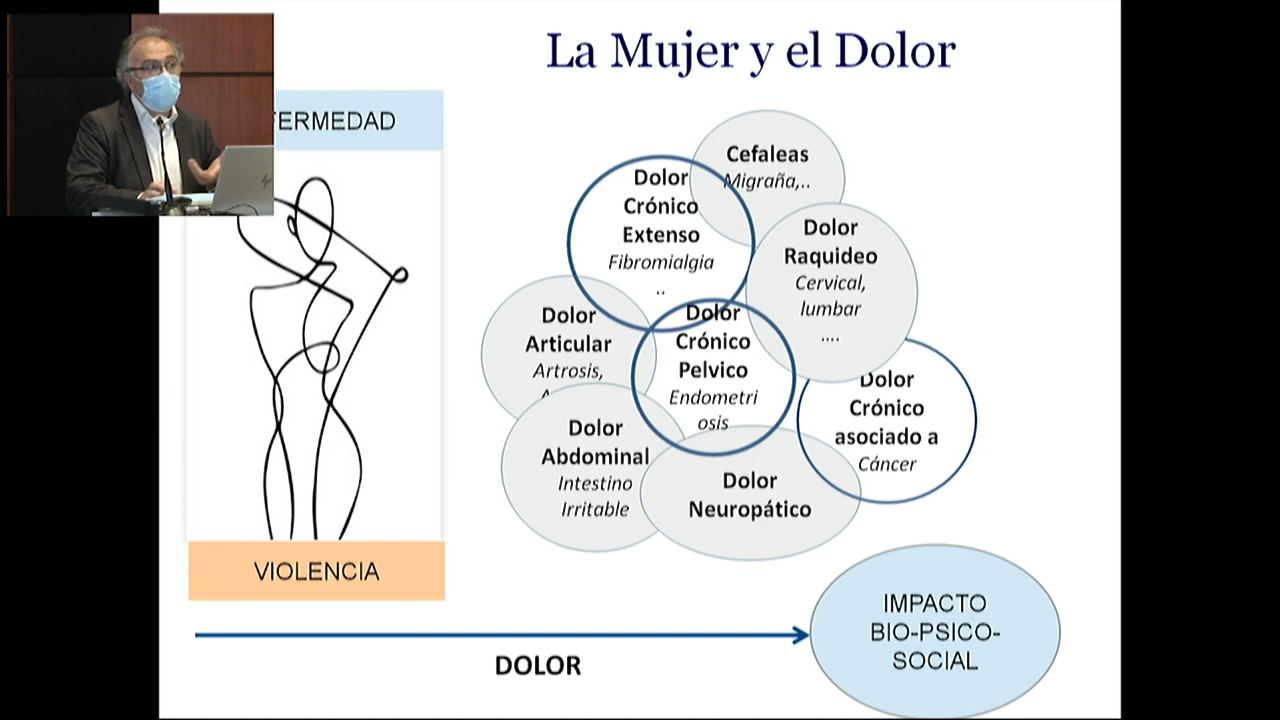 La Mujer y el Dolor
FERMEDAD
Cefaleas
Migraña,..
Dolor
Crónico
Extenso
Fibromialgia
..
Dolor
Raquideo
Cervical,
lumbar
....
Dolor
Articular
Artrosis,
Dolor
Crónico
Pelvico
Endometri
osis
Dolor
Crónico
asociado a
Cáncer
Dolor
Abdominal
Intestino
Irritable
Dolor
Neuropático
VIOLENCIA
DOLOR
IMPACTO
BIO-PSICO-
SOCIAL